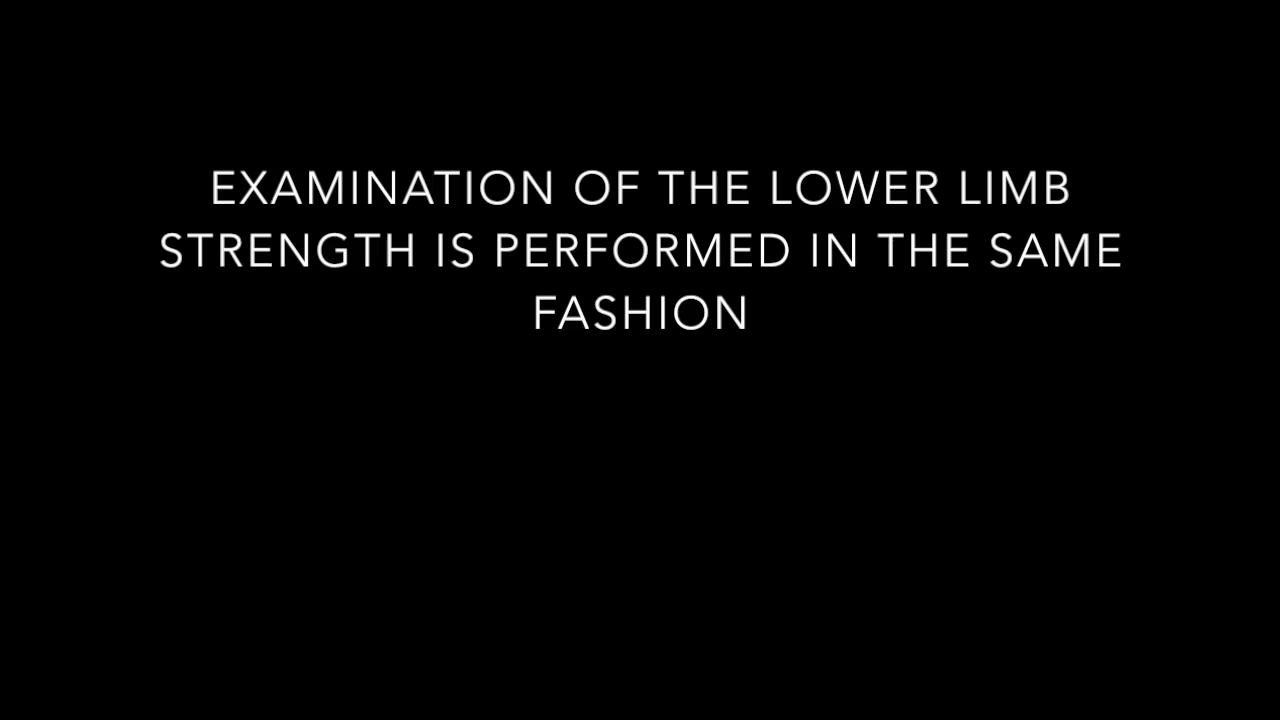 EXAMINATION OF THE LOWER LIMB
STRENGTH IS PERFORMED IN THE SAME
FASHION